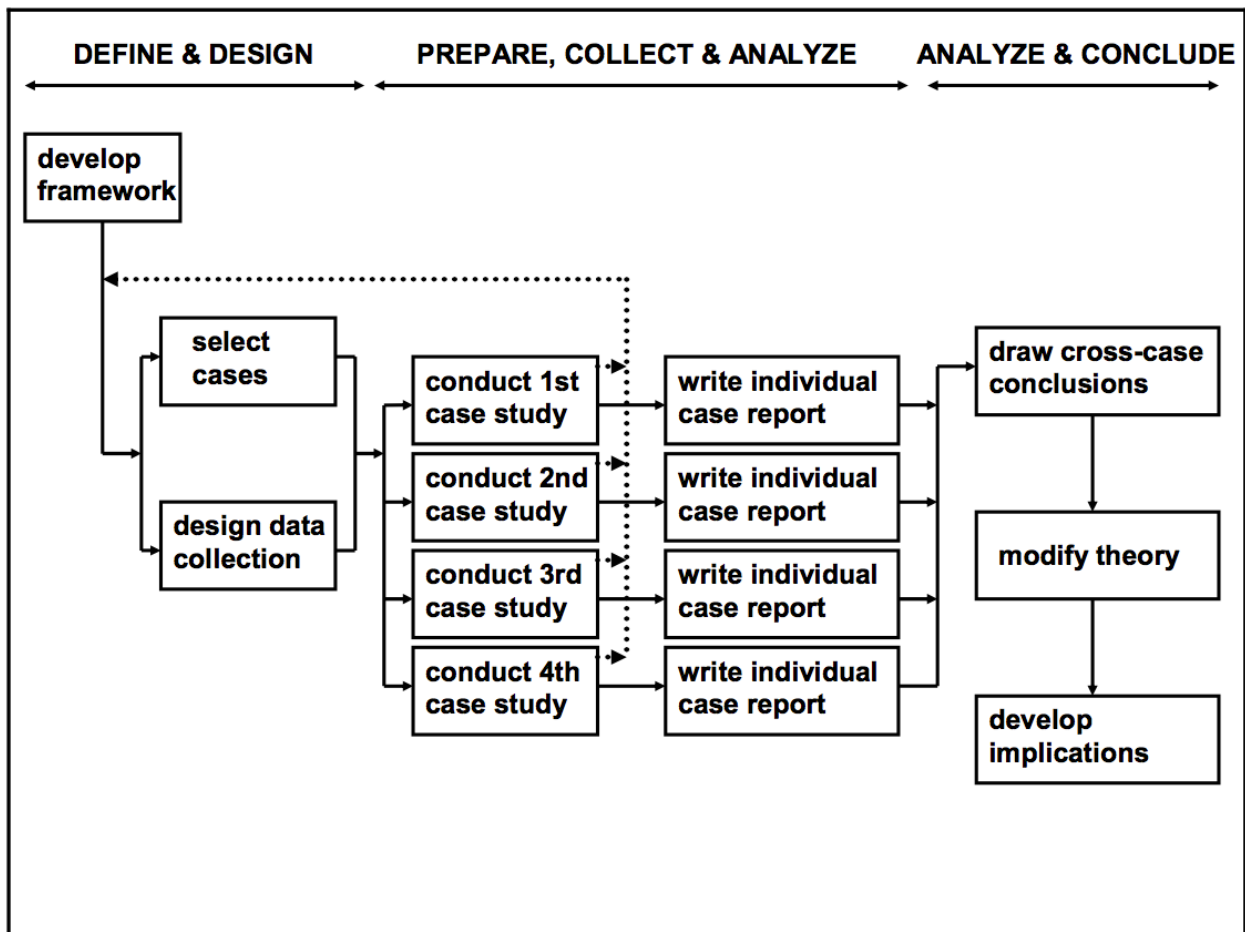 DEFINE & DESIGN
PREPARE, COLLECT & ANALYZE
ANALYZE & CONCLUDE
develop
framework
select
cases
design data
collection
conduct 1st
case study
write individual
case report
conduct 2nd
case study
write individual
case report
conduct 3rd
case study
write individual
case report
conduct 4th
case study
write individual
case report
draw cross-case
conclusions
modify theory
develop
implications